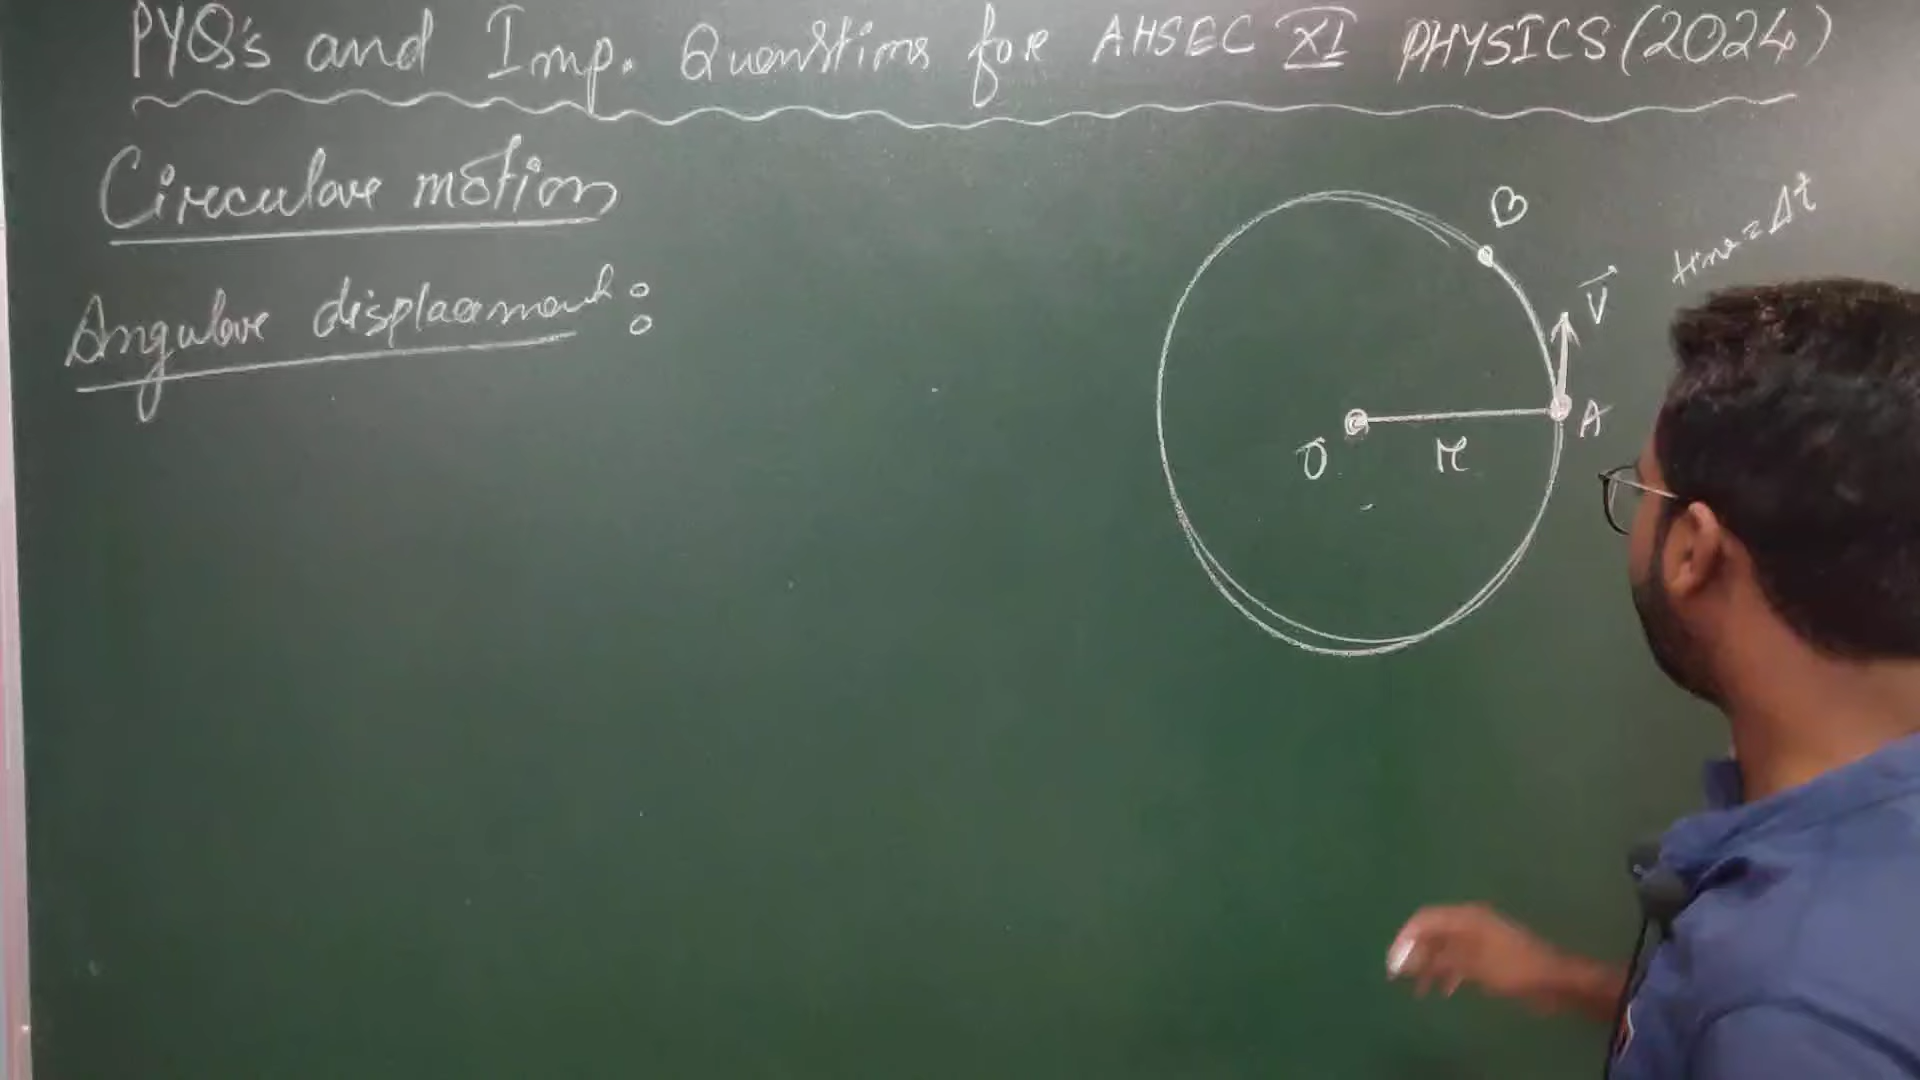 PYQ's and Imp. Questions for AHSEC XI PHYSICS (2024)
Circular motion
Angular displacement :
B
time = Δt
V
A
O
r